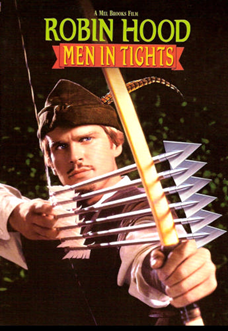 A MEL BROOKS FILM
ROBIN HOOD
MEN IN TIGHTS